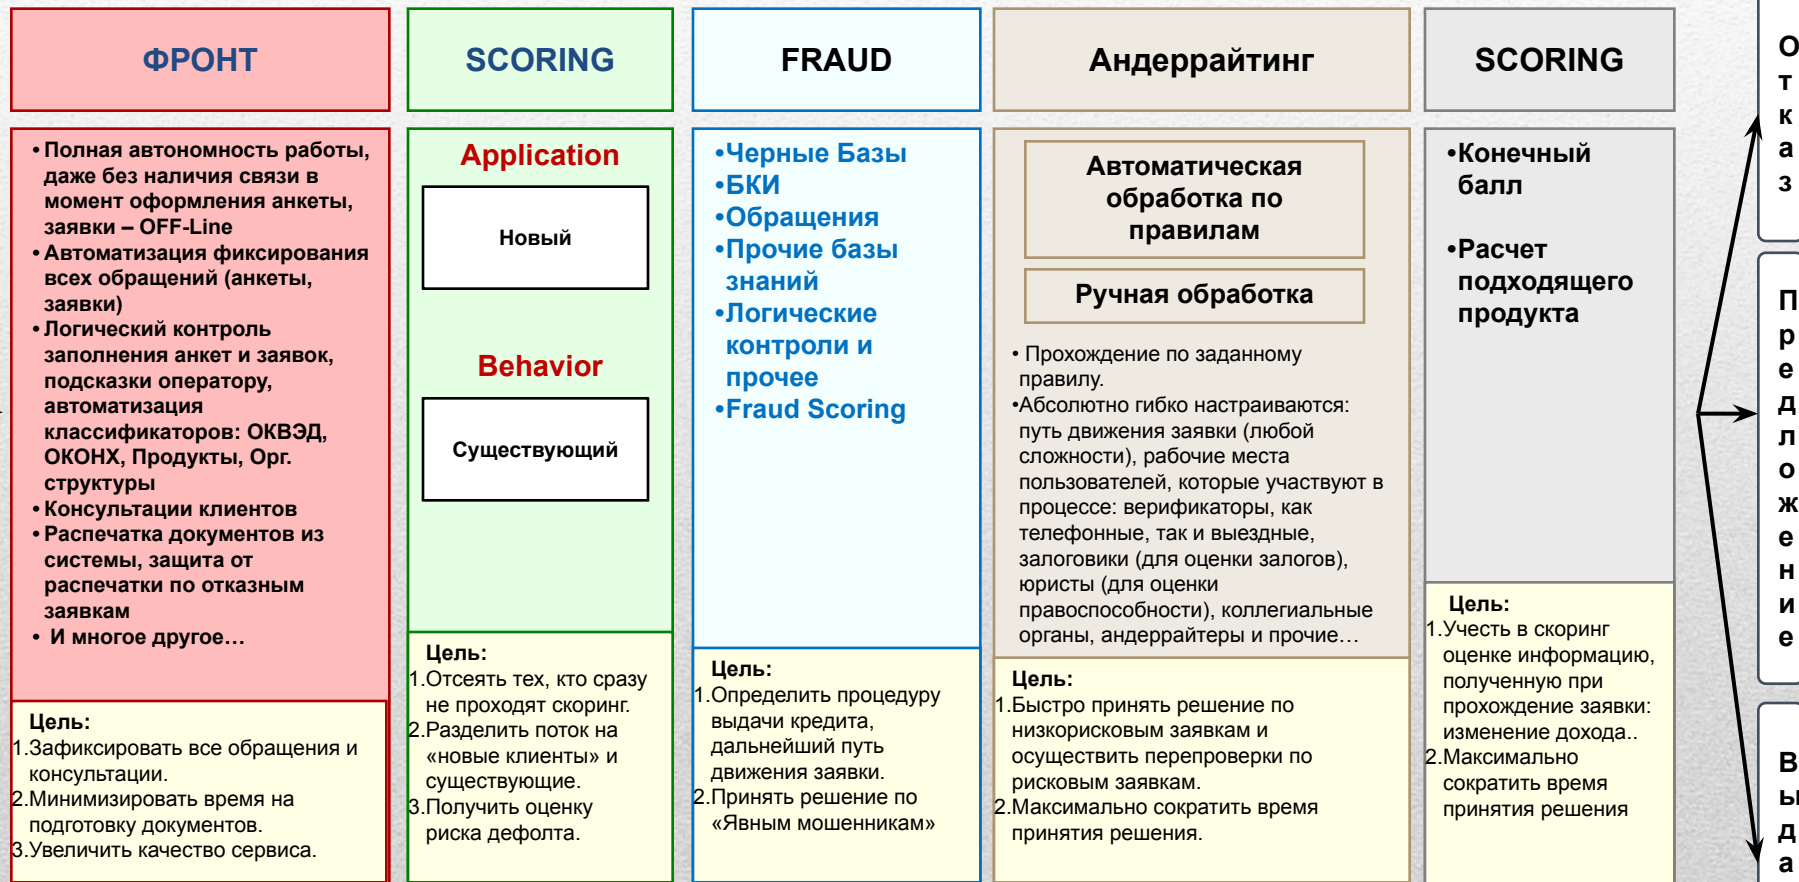 ФРОНТ
• Полная автономность работы,
даже без наличия связи в
момент оформления анкеты,
заявки – OFF-Line
• Автоматизация фиксирования
всех обращений (анкеты,
заявки)
• Логический контроль
заполнения анкет и заявок,
подсказки оператору,
автоматизация
классификаторов: ОКВЭД,
ОКОНХ, Продукты, Орг.
структуры
• Консультации клиентов
• Распечатка документов из
системы, защита от
распечатки по отказным
заявкам
• И многое другое…
Цель:
1.Зафиксировать все обращения и
консультации.
2.Минимизировать время на
подготовку документов.
3.Увеличить качество сервиса.
SCORING
Application
Новый
Behavior
Существующий
Цель:
1.Отсеять тех, кто сразу
не проходят скоринг.
2.Разделить поток на
«новые клиенты» и
существующие.
3.Получить оценку
риска дефолта.
FRAUD
•Черные Базы
•БКИ
•Обращения
•Прочие базы
знаний
•Логические
контроли и
прочее
•Fraud Scoring
Цель:
1.Определить процедуру
выдачи кредита,
дальнейший путь
движения заявки.
2.Принять решение по
«Явным мошенникам»
Андеррайтинг
Автоматическая
обработка по
правилам
Ручная обработка
• Прохождение по заданному
правилу.
•Абсолютно гибко настраиваются:
путь движения заявки (любой
сложности), рабочие места
пользователей, которые участвуют в
процессе: верификаторы, как
телефонные, так и выездные,
залоговики (для оценки залогов),
юристы (для оценки
правоспособности), коллегиальные
органы, андеррайтеры и прочие…
Цель:
1.Быстро принять решение по
низкорисковым заявкам и
осуществить перепроверки по
рисковым заявкам.
2.Максимально сократить время
принятия решения.
SCORING
•Конечный
балл
•Расчет
подходящего
продукта
Цель:
1.Учесть в скоринг
оценке информацию,
полученную при
прохождение заявки:
изменение дохода..
2.Максимально
сократить время
принятия решения
Отказ
Предложение
Выда